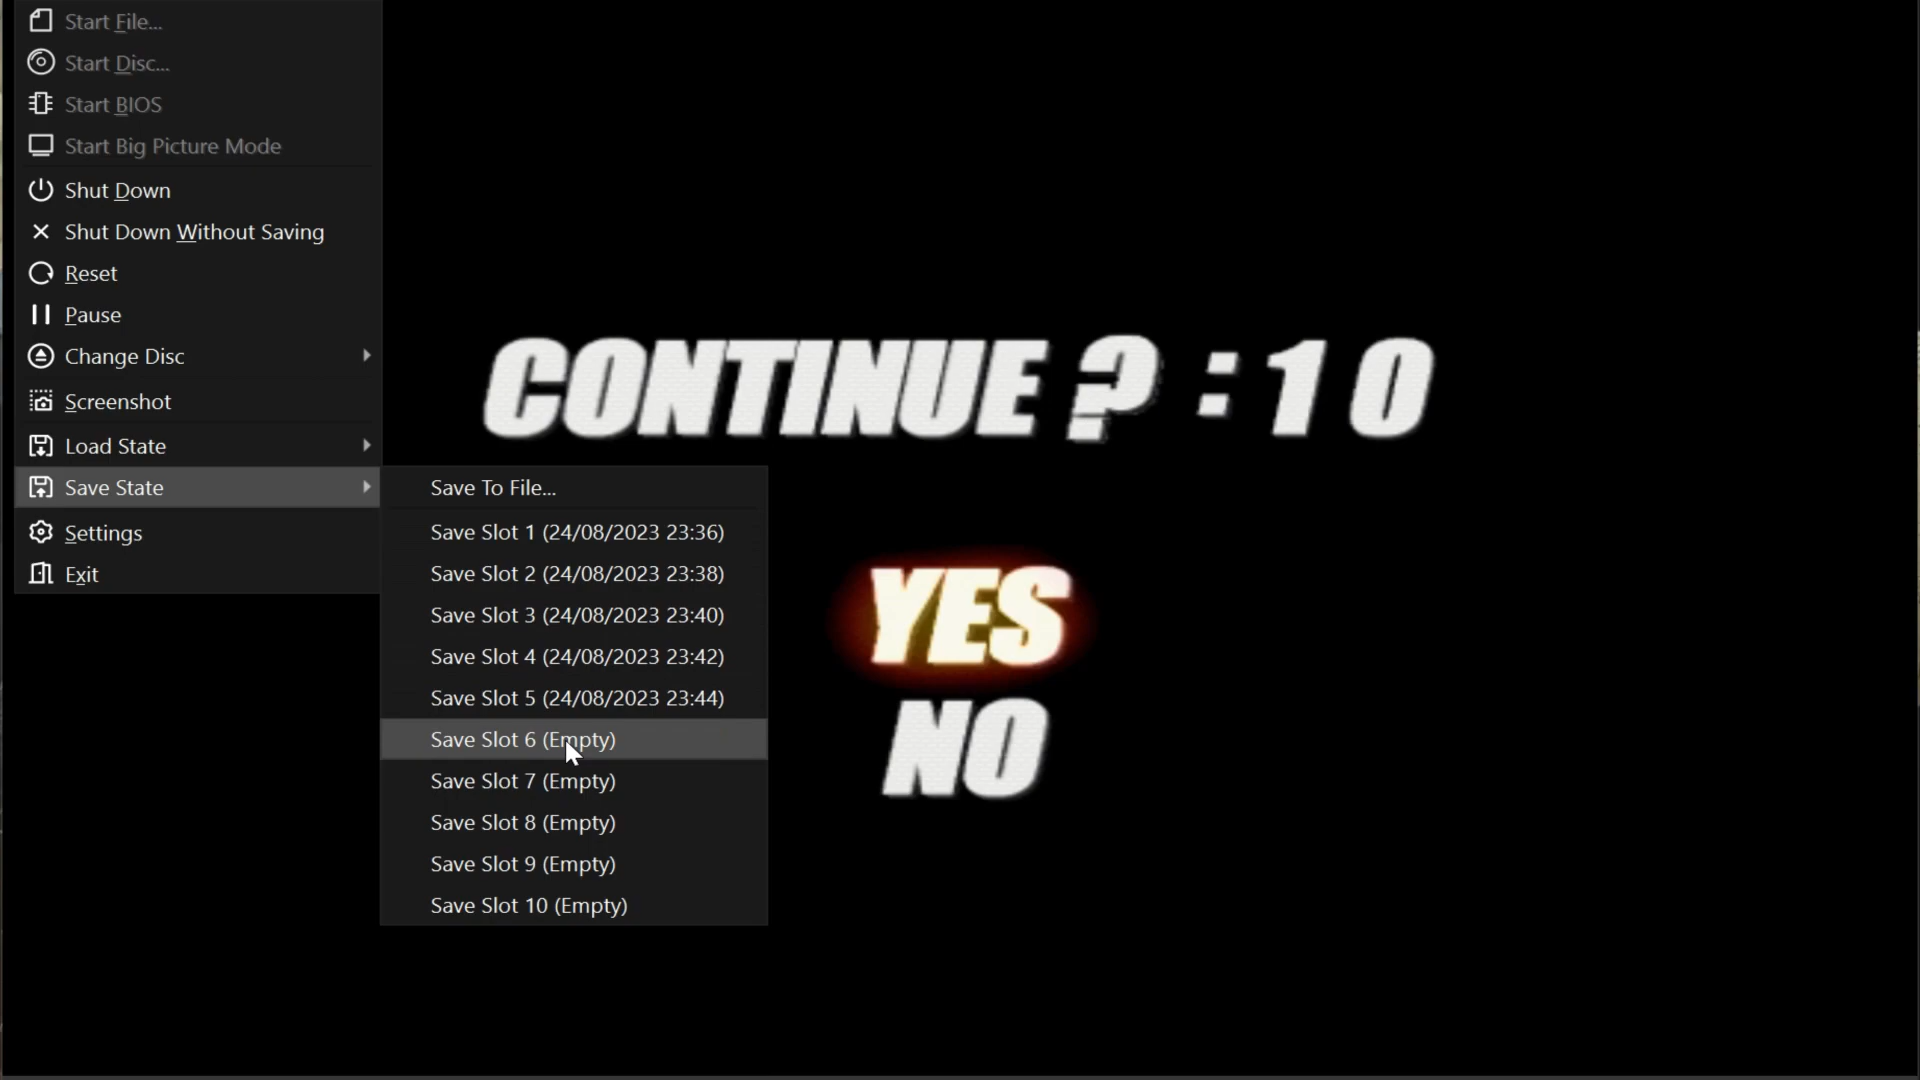 Start File...
Start Disc...
Start BIOS
Start Big Picture Mode
Shut Down
Shut Down Without Saving
Reset
Pause
Change Disc
Screenshot
Load State
Save State
Settings
Exit
Save To File...
Save Slot 1 (24/08/2023 23:36)
Save Slot 2 (24/08/2023 23:38)
Save Slot 3 (24/08/2023 23:40)
Save Slot 4 (24/08/2023 23:42)
Save Slot 5 (24/08/2023 23:44)
Save Slot 6 (Empty)
Save Slot 7 (Empty)
Save Slot 8 (Empty)
Save Slot 9 (Empty)
Save Slot 10 (Empty)
CONTINUE ? : 10
YES
NO